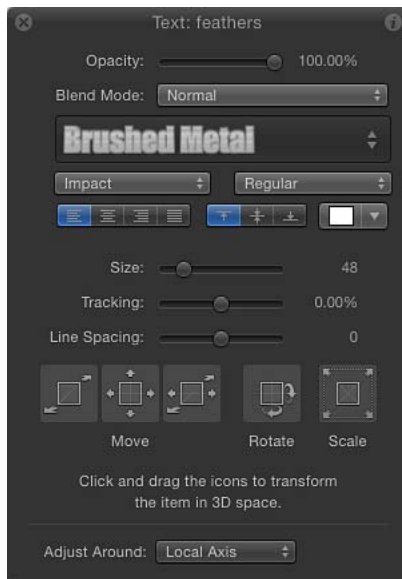 Text: feathers
Opacity: 100.00%
Blend Mode: Normal
Brushed Metal
Impact Regular
Size: 48
Tracking: 0.00%
Line Spacing: 0
Move Rotate Scale
Click and drag the icons to transform
the item in 3D space.
Adjust Around: Local Axis